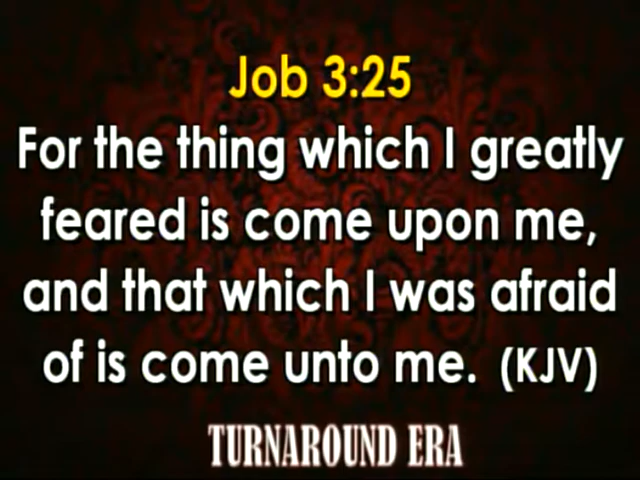 Job 3:25
For the thing which I greatly
feared is come upon me,
and that which I was afraid
of is come unto me. (KJV)
TURNAROUND ERA